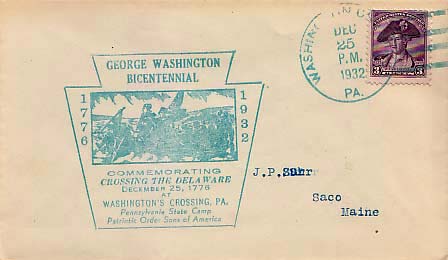 GEORGE WASHINGTON
BICENTENNIAL
1776
1932
COMMEMORATING
CROSSING THE DELAWARE
DECEMBER 25, 1776
AT
WASHINGTON'S CROSSING, PA.
Pennsylvania State Camp
Patriotic Order Sons of America
DEC
25
P.M.
1932
PA.
3
J.P.
Saco
Maine